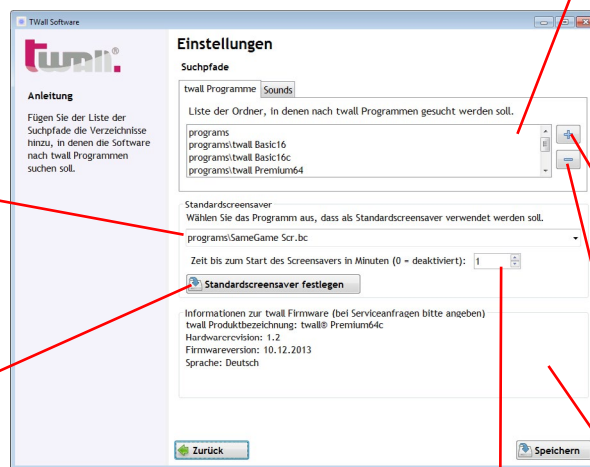 TWall Software
twall®
Einstellungen
Suchpfade
Anleitung
Fügen Sie der Liste der
Suchpfade die Verzeichnisse
hinzu, in denen die Software
nach twall Programmen
suchen soll.
twall Programme
Sounds
Liste der Ordner, in denen nach twall Programmen gesucht werden soll.
programs
programs\twall Basic16
programs\twall Basic16c
programs\twall Premium64
Standardscreensaver
Wählen Sie das Programm aus, dass als Standardscreensaver verwendet werden soll.
programs\SameGame Scr.bc
Zeit bis zum Start des Screensavers in Minuten (0 = deaktiviert): 1
Standardscreensaver festlegen
Informationen zur twall Firmware (bei Serviceanfragen bitte angeben)
twall Produktbezeichnung: twall® Premium64c
Hardwarerevision: 1.2
Firmwareversion: 10.12.2013
Sprache: Deutsch
Zurück
Speichern